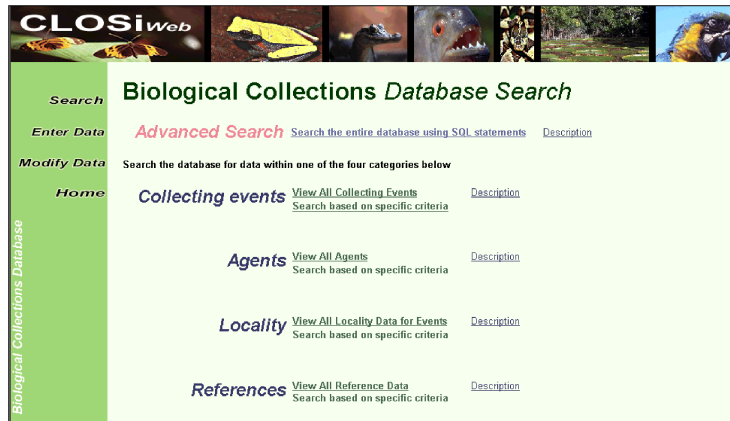 CLOSiWeb
Search
Enter Data
Modify Data
Home
Biological Collections Database
Biological Collections Database Search
Advanced Search Search the entire database using SQL statements Description
Search the database for data within one of the four categories below
Collecting events View All Collecting Events Description
Search based on specific criteria
Agents View All Agents Description
Search based on specific criteria
Locality View All Locality Data for Events Description
Search based on specific criteria
References View All Reference Data Description
Search based on specific criteria